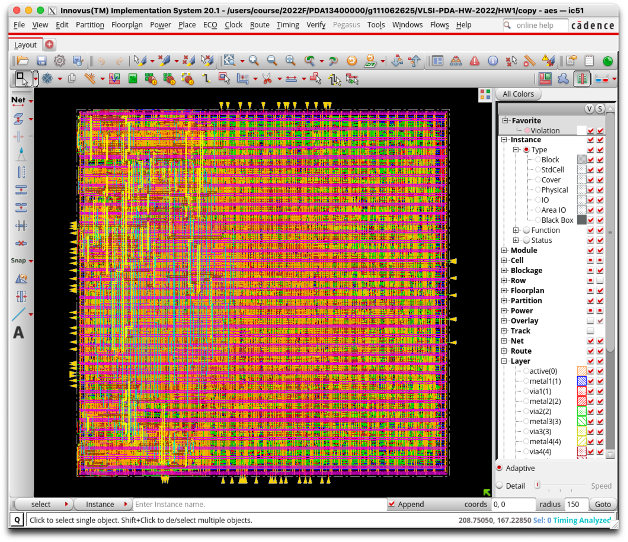 Innovus(TM) Implementation System 20.1 - /users/course/2022F/PDA13400000/g111062625/VLSI-PDA-HW-2022/HW1/copy - aes — ic51
File View Edit Partition Floorplan Power Place ECO Clock Route Timing Verify Pegasus Tools Windows Flows Help online help cādence
Layout
All Colors
Net
V S
Favorite
Violation
Instance
Type
Block
StdCell
Cover
Physical
IO
Area IO
Black Box
Function
Status
Module
Cell
Blockage
Row
Floorplan
Partition
Power
Overlay
Track
Net
Route
Layer
active(0)
metal1(1)
via1(1)
metal2(2)
via2(2)
metal3(3)
via3(3)
metal4(4)
via4(4)
Snap
A
Adaptive
Detail Speed
select Instance Enter Instance name. Append coords 0, 0 radius 150 Goto
Q Click to select single object. Shift+Click to de/select multiple objects. 208.75050, 167.22850 Sel: 0 Timing Analyzed